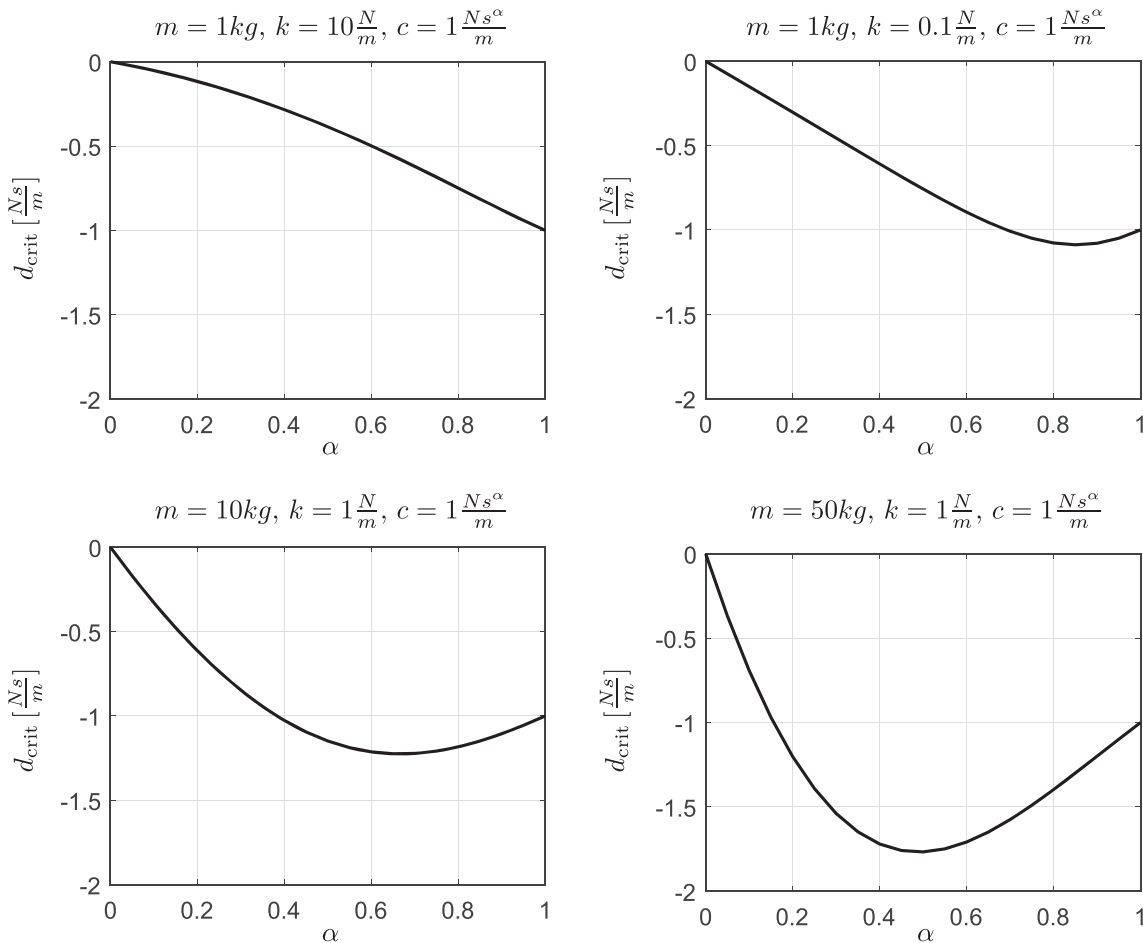 m = 1kg, k = 10 N/m, c = 1 Ns^α/m
0
-0.5
-1
-1.5
-2
d_crit [Ns/m]
0 0.2 0.4 0.6 0.8 1
α
m = 1kg, k = 0.1 N/m, c = 1 Ns^α/m
0
-0.5
-1
-1.5
-2
d_crit [Ns/m]
0 0.2 0.4 0.6 0.8 1
α
m = 10kg, k = 1 N/m, c = 1 Ns^α/m
0
-0.5
-1
-1.5
-2
d_crit [Ns/m]
0 0.2 0.4 0.6 0.8 1
α
m = 50kg, k = 1 N/m, c = 1 Ns^α/m
0
-0.5
-1
-1.5
-2
d_crit [Ns/m]
0 0.2 0.4 0.6 0.8 1
α